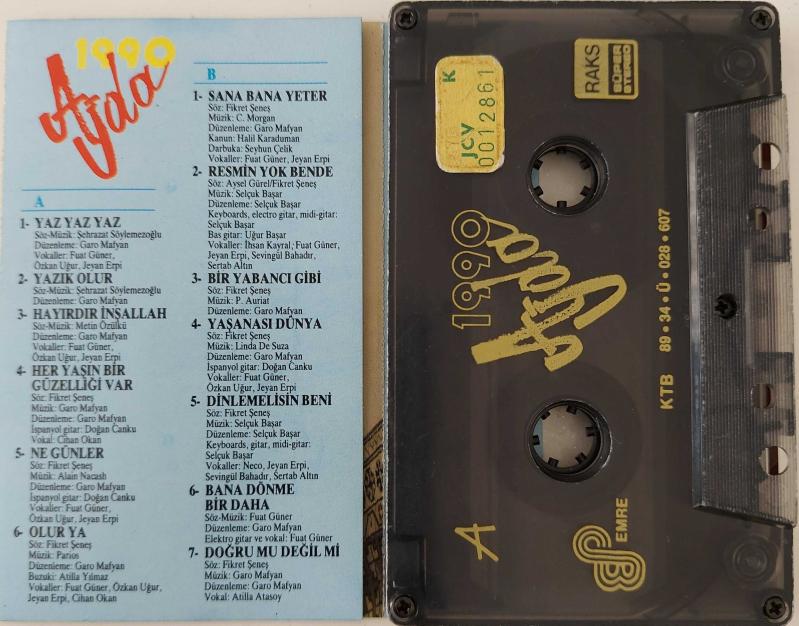 1990
Ajda
A
1- YAZ YAZ YAZ
Söz-Müzik: Şehrazat Söylemezoğlu
Düzenleme: Garo Mafyan
Vokaller: Fuat Güner,
Özkan Uğur, Jeyan Erpi
2- YAZIK OLUR
Söz-Müzik: Şehrazat Söylemezoğlu
Düzenleme: Garo Mafyan
3- HAYIRDIR İNŞALLAH
Söz-Müzik: Metin Özülkü
Düzenleme: Garo Mafyan
Vokaller: Fuat Güner,
Özkan Uğur, Jeyan Erpi
4- HER YAŞIN BİR
GÜZELLİĞİ VAR
Söz: Fikret Şeneş
Müzik: Garo Mafyan
Düzenleme: Garo Mafyan
İspanyol gitar: Doğan Canku
Vokal: Cihan Okan
5- NE GÜNLER
Söz: Fikret Şeneş
Müzik: Alain Nacash
Düzenleme: Garo Mafyan
İspanyol gitar: Doğan Canku
Vokaller: Fuat Güner,
Özkan Uğur, Jeyan Erpi
6- OLUR YA
Söz: Fikret Şeneş
Müzik: Parios
Düzenleme: Garo Mafyan
Buzuki: Atilla Yılmaz
Vokaller: Fuat Güner, Özkan Uğur,
Jeyan Erpi, Cihan Okan
B
1- SANA BANA YETER
Söz: Fikret Şeneş
Müzik: C. Morgan
Düzenleme: Garo Mafyan
Kanun: Halil Karaduman
Darbuka: Seyhun Çelik
Vokaller: Fuat Güner, Jeyan Erpi
2- RESMİN YOK BENDE
Söz: Aysel Gürel/Fikret Şeneş
Müzik: Selçuk Başar
Düzenleme: Selçuk Başar
Keyboards, electro gitar, midi-gitar:
Selçuk Başar
Bas gitar: Uğur Başar
Vokaller: İhsan Kayral, Fuat Güner,
Jeyan Erpi, Sevingül Bahadır,
Sertab Altın
3- BİR YABANCI GİBİ
Söz: Fikret Şeneş
Müzik: P. Auriat
Düzenleme: Garo Mafyan
4- YAŞANASI DÜNYA
Söz: Fikret Şeneş
Müzik: Linda De Suza
Düzenleme: Garo Mafyan
İspanyol gitar: Doğan Canku
Vokaller: Fuat Güner,
Özkan Uğur, Jeyan Erpi
5- DİNLEMELİSİN BENİ
Söz: Fikret Şeneş
Müzik: Selçuk Başar
Düzenleme: Selçuk Başar
Keyboards, gitar, midi-gitar:
Selçuk Başar
Vokaller: Neco, Jeyan Erpi,
Sevingül Bahadır, Sertab Altın
6- BANA DÖNME
BİR DAHA
Söz-Müzik: Fuat Güner
Düzenleme: Garo Mafyan
Elektro gitar ve vokal: Fuat Güner
7- DOĞRU MU DEĞİL Mİ
Söz: Fikret Şeneş
Müzik: Garo Mafyan
Düzenleme: Garo Mafyan
Vokal: Atilla Atasoy
K
JCV
0012861
RAKS
SÜPER
STEREO
1990
Ajda
KTB 89·34·Ü·028·607
A
EMRE